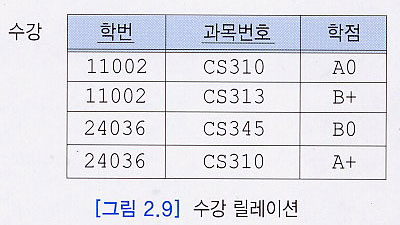 수강 학번 과목번호 학점
11002 CS310 A0
11002 CS313 B+
24036 CS345 B0
24036 CS310 A+
[그림 2.9] 수강 릴레이션